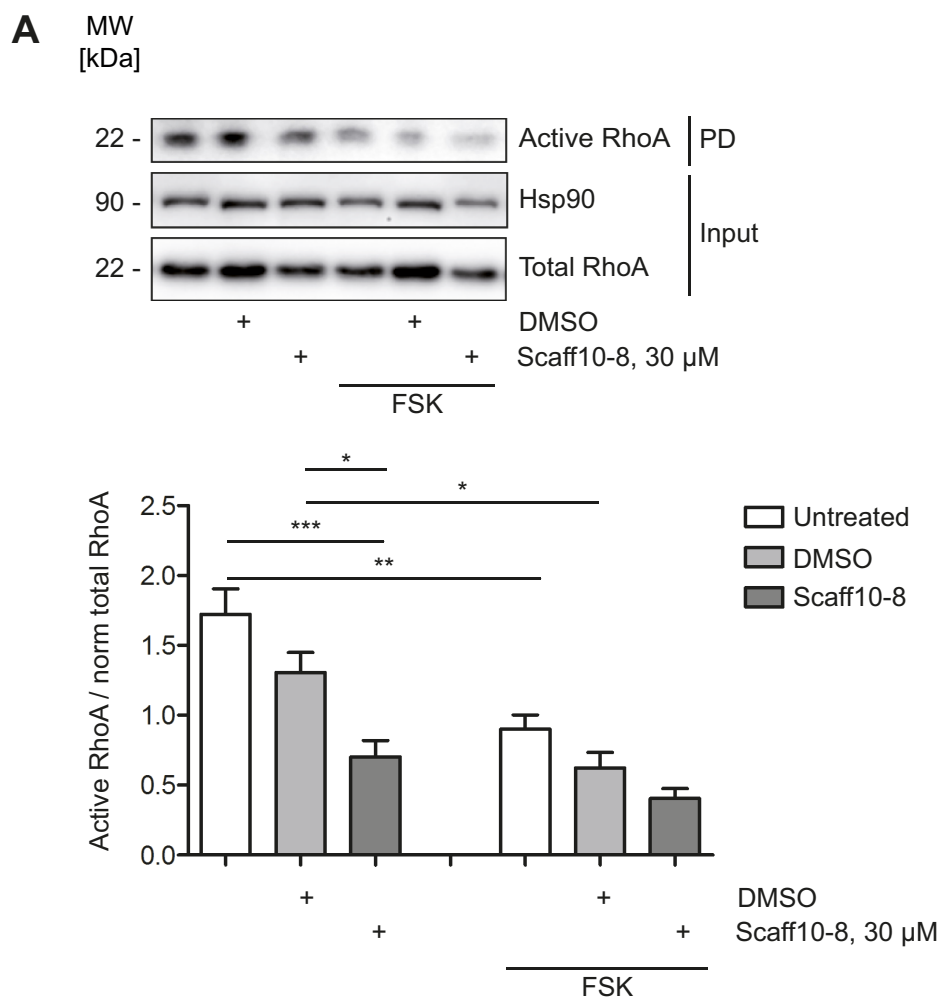 A
MW
[kDa]
22 - Active RhoA PD
90 - Hsp90
Input
22 - Total RhoA
+ + DMSO
+ + Scaff10-8, 30 µM
FSK
Active RhoA / norm total RhoA
2.5
2.0
1.5
1.0
0.5
0.0
*
*
***
**
Untreated
DMSO
Scaff10-8
+ + DMSO
+ + Scaff10-8, 30 µM
FSK